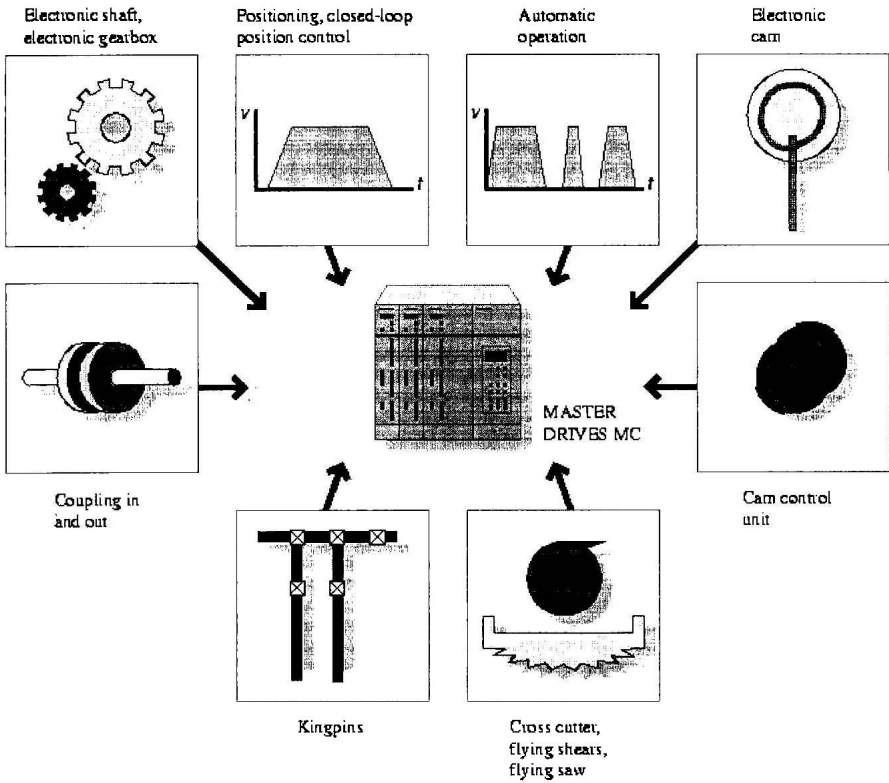 Electronic shaft,
electronic gearbox
Positioning, closed-loop
position control
Automatic
operation
Electronic
cam
v
t
v
t
MASTER
DRIVES MC
Coupling in
and out
Cam control
unit
Kingpins
Cross cutter,
flying shears,
flying saw